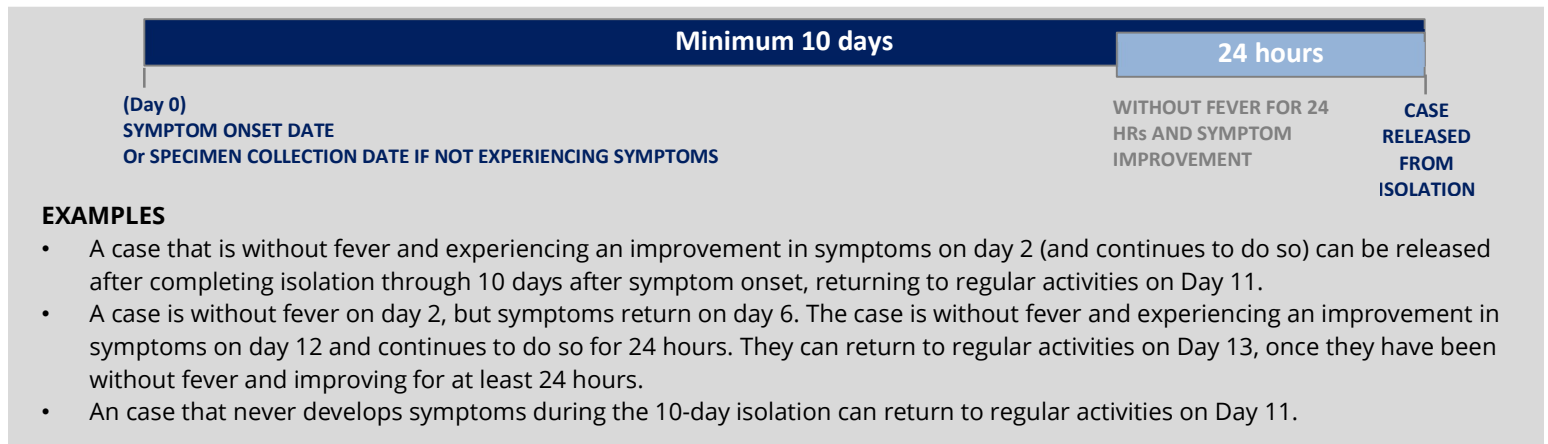 Minimum 10 days
24 hours
(Day 0)
SYMPTOM ONSET DATE
Or SPECIMEN COLLECTION DATE IF NOT EXPERIENCING SYMPTOMS
WITHOUT FEVER FOR 24
HRs AND SYMPTOM
IMPROVEMENT
CASE
RELEASED
FROM
ISOLATION
EXAMPLES
• A case that is without fever and experiencing an improvement in symptoms on day 2 (and continues to do so) can be released
after completing isolation through 10 days after symptom onset, returning to regular activities on Day 11.
• A case is without fever on day 2, but symptoms return on day 6. The case is without fever and experiencing an improvement in
symptoms on day 12 and continues to do so for 24 hours. They can return to regular activities on Day 13, once they have been
without fever and improving for at least 24 hours.
• An case that never develops symptoms during the 10-day isolation can return to regular activities on Day 11.